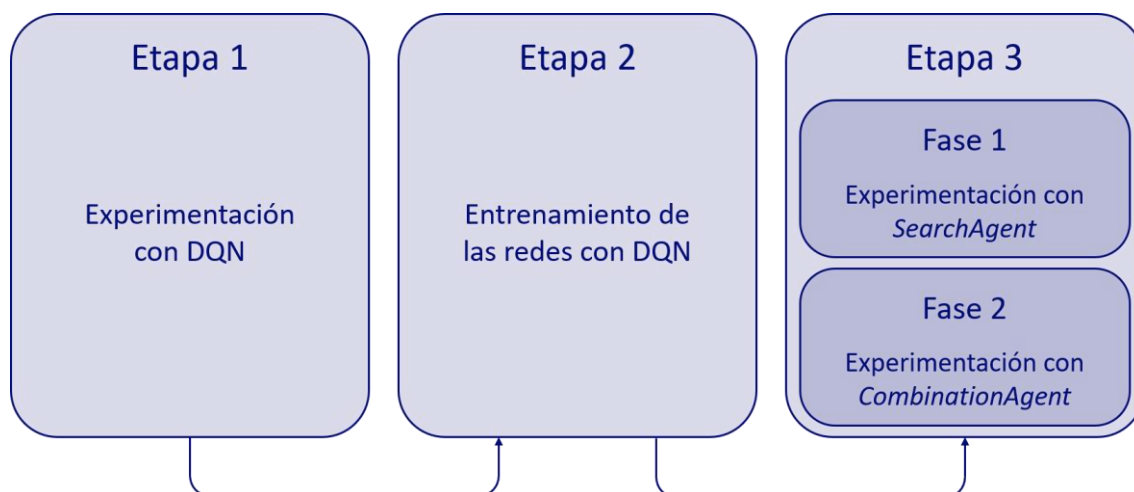 Etapa 1
Experimentación
con DQN
Etapa 2
Entrenamiento de
las redes con DQN
Etapa 3
Fase 1
Experimentación con
SearchAgent
Fase 2
Experimentación con
CombinationAgent